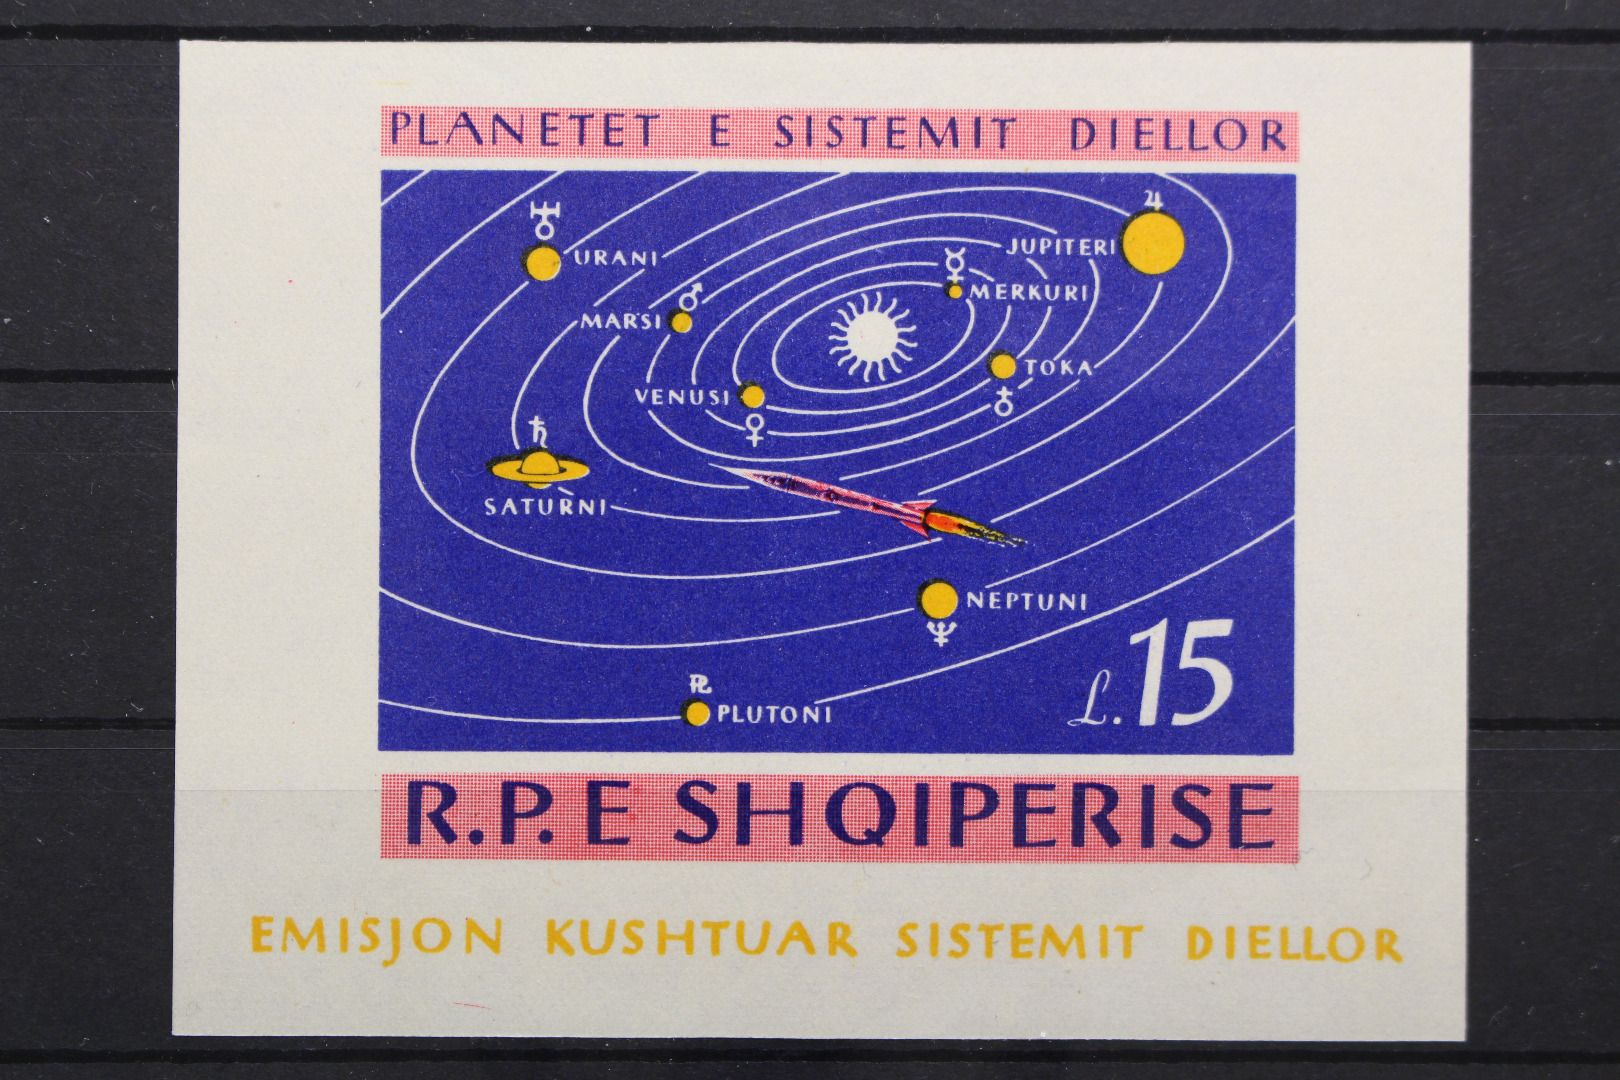 PLANETET E SISTEMIT DIELLOR
♃
♅
JUPITERI
URANI
☿
MERKURI
♂
MARSI
TOKA
VENUSI
♁
♀
♄
SATURNI
NEPTUNI
♆
L.15
♇
PLUTONI
R.P.E SHQIPERISE
EMISJON KUSHTUAR SISTEMIT DIELLOR